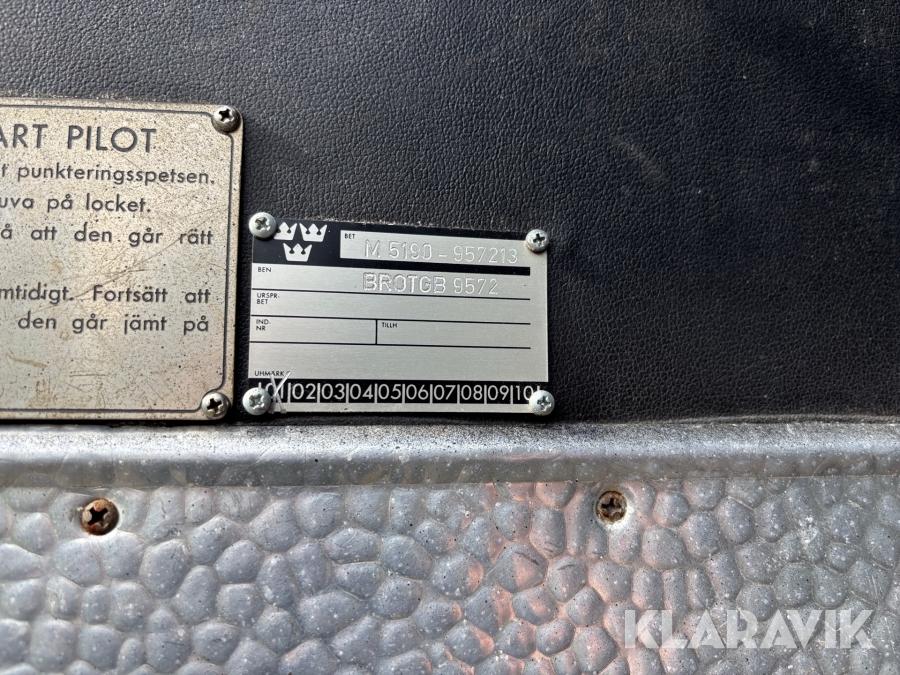 ART PILOT
punkteringsspetsen.
uva på locket.
å att den går rätt
mtidigt. Fortsätt att
den går jämt på
BET
M 5190-957213
BEN
BROTGB 9572
URSPR-
BET
IND-
NR
TILLH
UHMÄRK
01|02|03|04|05|06|07|08|09|10
KLARAVIK